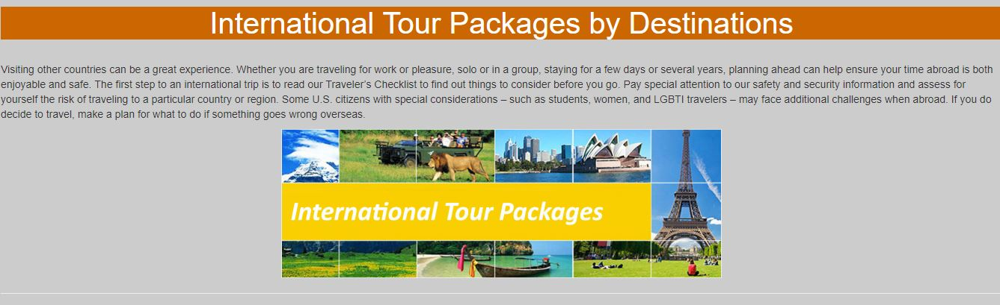 International Tour Packages by Destinations
Visiting other countries can be a great experience. Whether you are traveling for work or pleasure, solo or in a group, staying for a few days or several years, planning ahead can help ensure your time abroad is both
enjoyable and safe. The first step to an international trip is to read our Traveler’s Checklist to find out things to consider before you go. Pay special attention to our safety and security information and assess for
yourself the risk of traveling to a particular country or region. Some U.S. citizens with special considerations – such as students, women, and LGBTI travelers – may face additional challenges when abroad. If you do
decide to travel, make a plan for what to do if something goes wrong overseas.
International Tour Packages